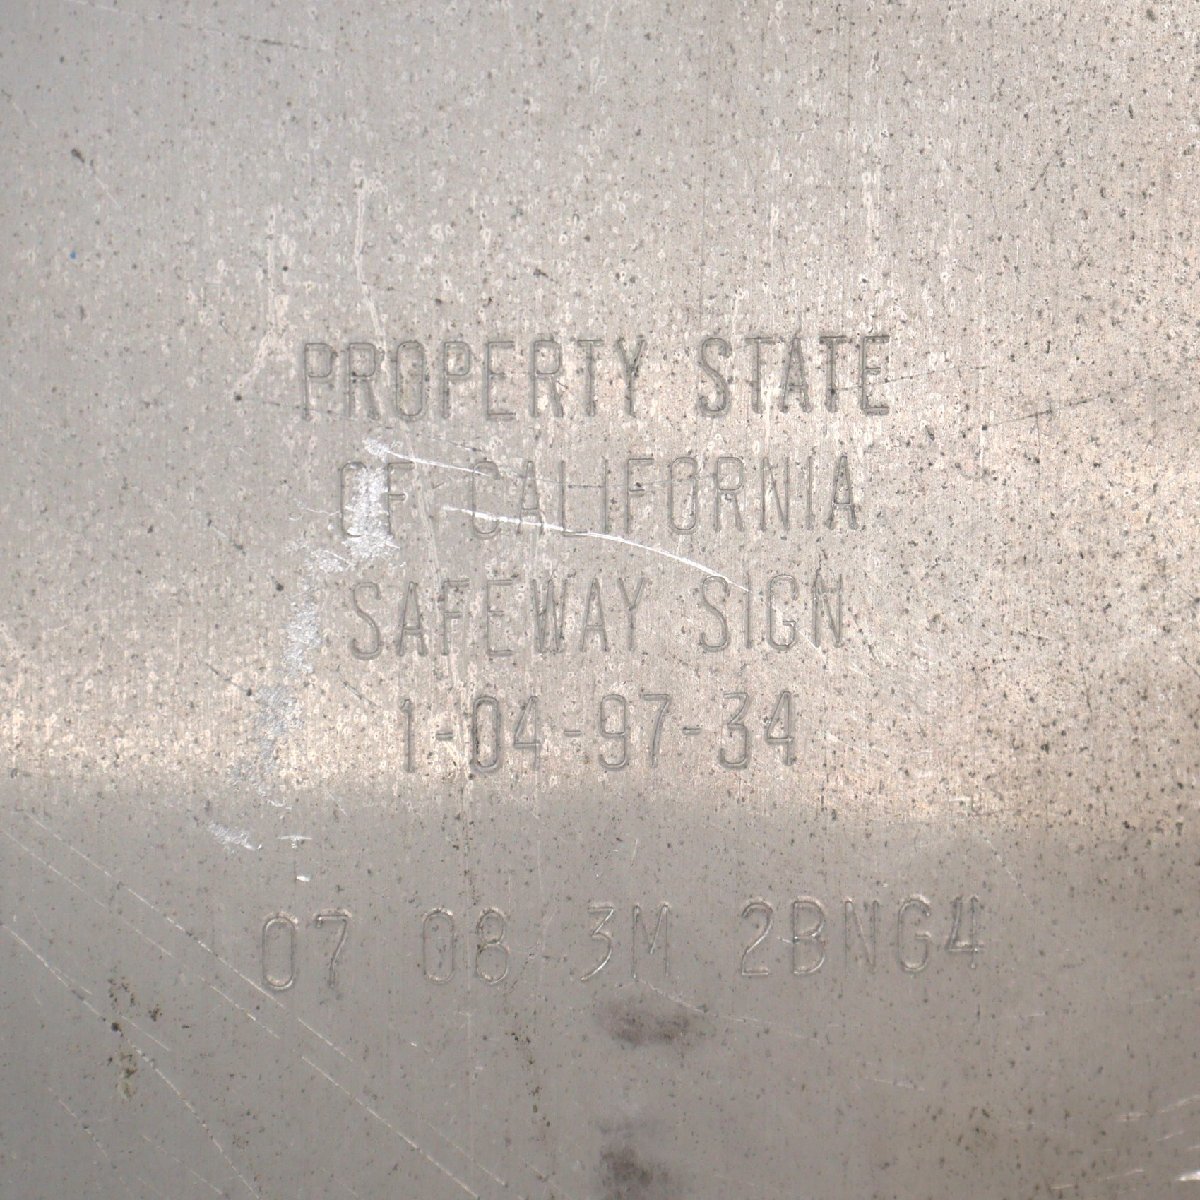 PROPERTY STATE
OF CALIFORNIA
SAFEWAY SIGN
1-04-97-34
07 08 3M 2BNG4